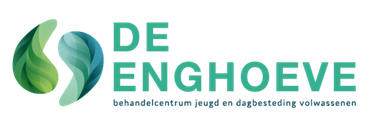 DE
ENGHOEVE
behandelcentrum jeugd en dagbesteding volwassenen